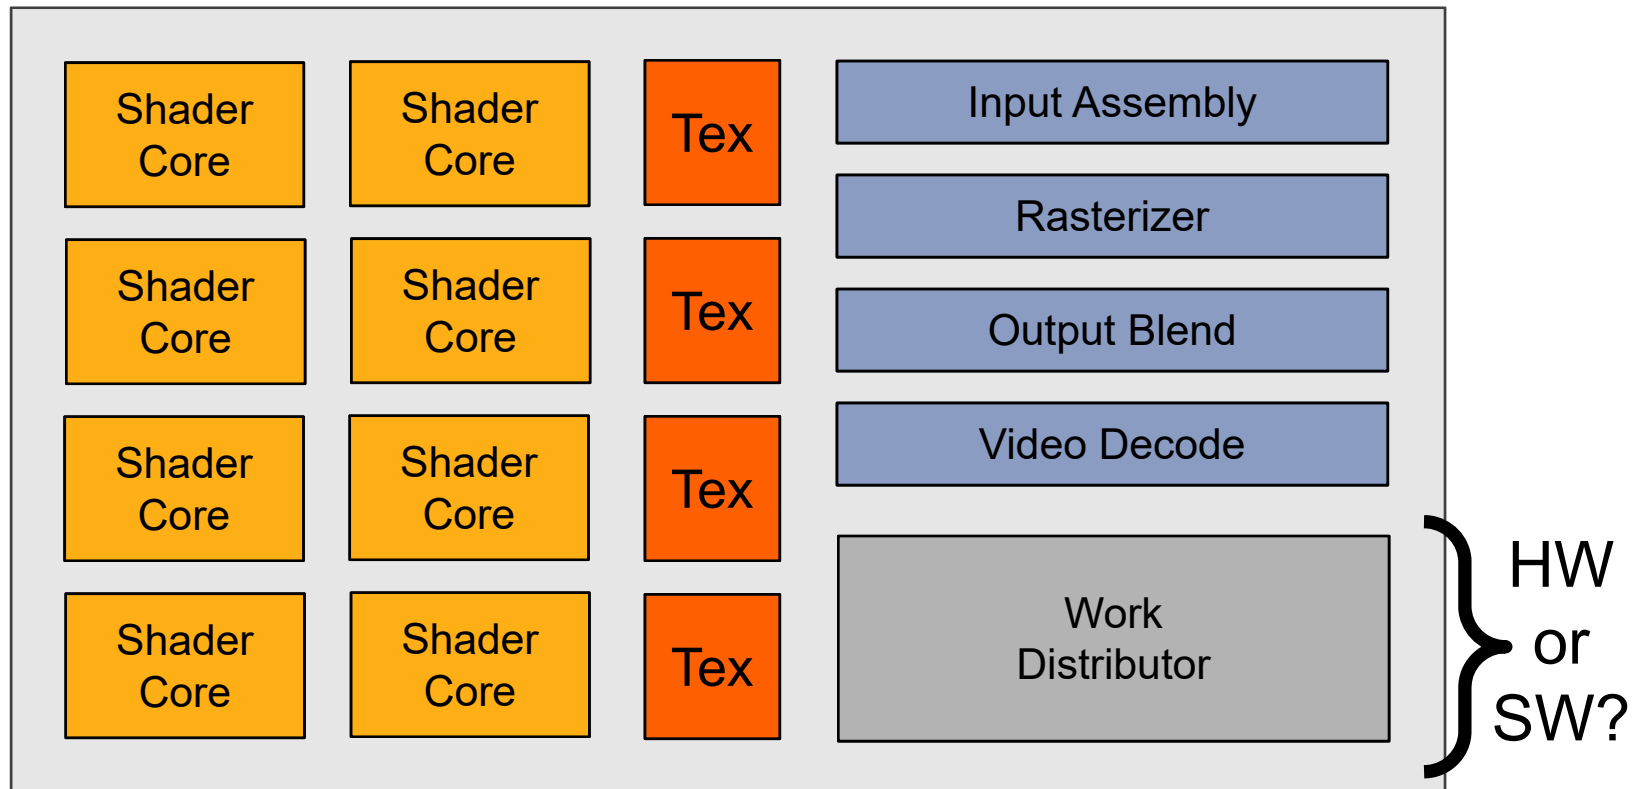 Shader
Core
Shader
Core
Tex
Input Assembly
Rasterizer
Shader
Core
Shader
Core
Tex
Output Blend
Shader
Core
Shader
Core
Tex
Video Decode
Shader
Core
Shader
Core
Tex
Work
Distributor
HW
or
SW?